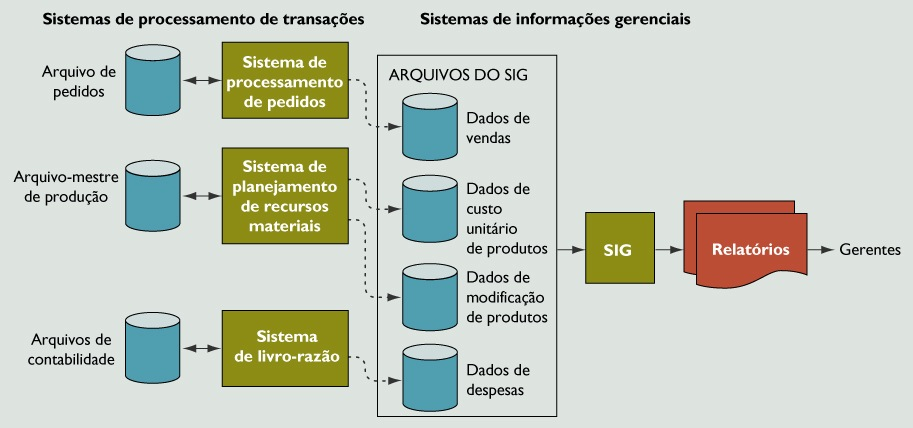 Sistemas de processamento de transações
Sistemas de informações gerenciais
Arquivo de
pedidos
Sistema de
processamento
de pedidos
ARQUIVOS DO SIG
Dados de
vendas
Arquivo-mestre
de produção
Sistema de
planejamento
de recursos
materiais
Dados de
custo
unitário
de produtos
SIG
Relatórios
Gerentes
Dados de
modificação
de produtos
Arquivos de
contabilidade
Sistema
de livro-razão
Dados de
despesas